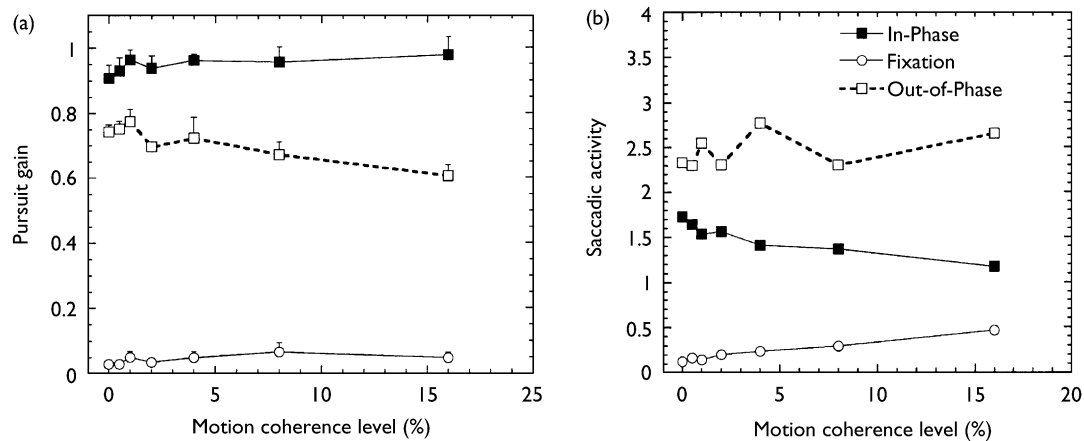 (a)
1
0.8
0.6
0.4
0.2
0
Pursuit gain
0 5 10 15 20 25
Motion coherence level (%)
(b)
4
3.5
3
2.5
2
1.5
1
0.5
0
Saccadic activity
In-Phase
Fixation
Out-of-Phase
0 5 10 15 20
Motion coherence level (%)